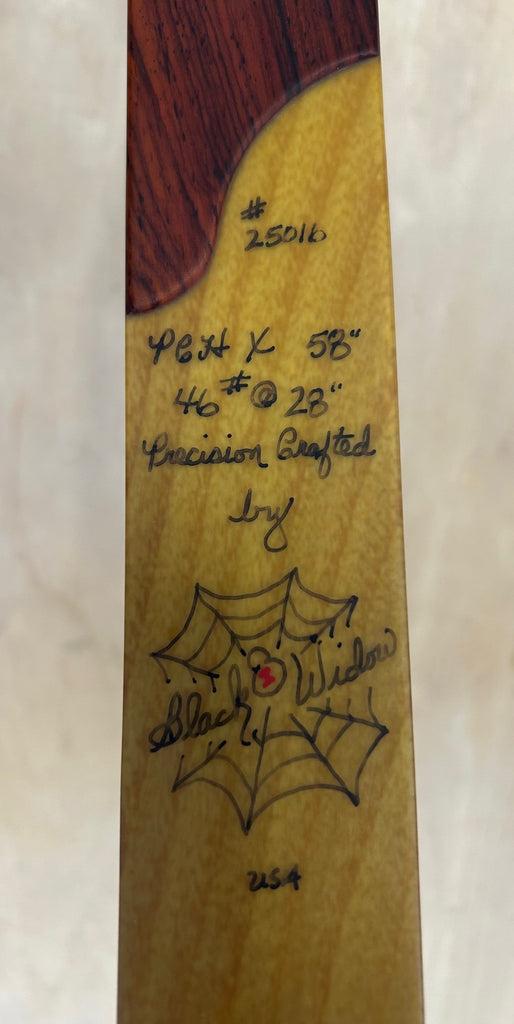 #
25016
PCH X 58"
46# @ 28"
Precision Crafted
by
Black Widow
USA